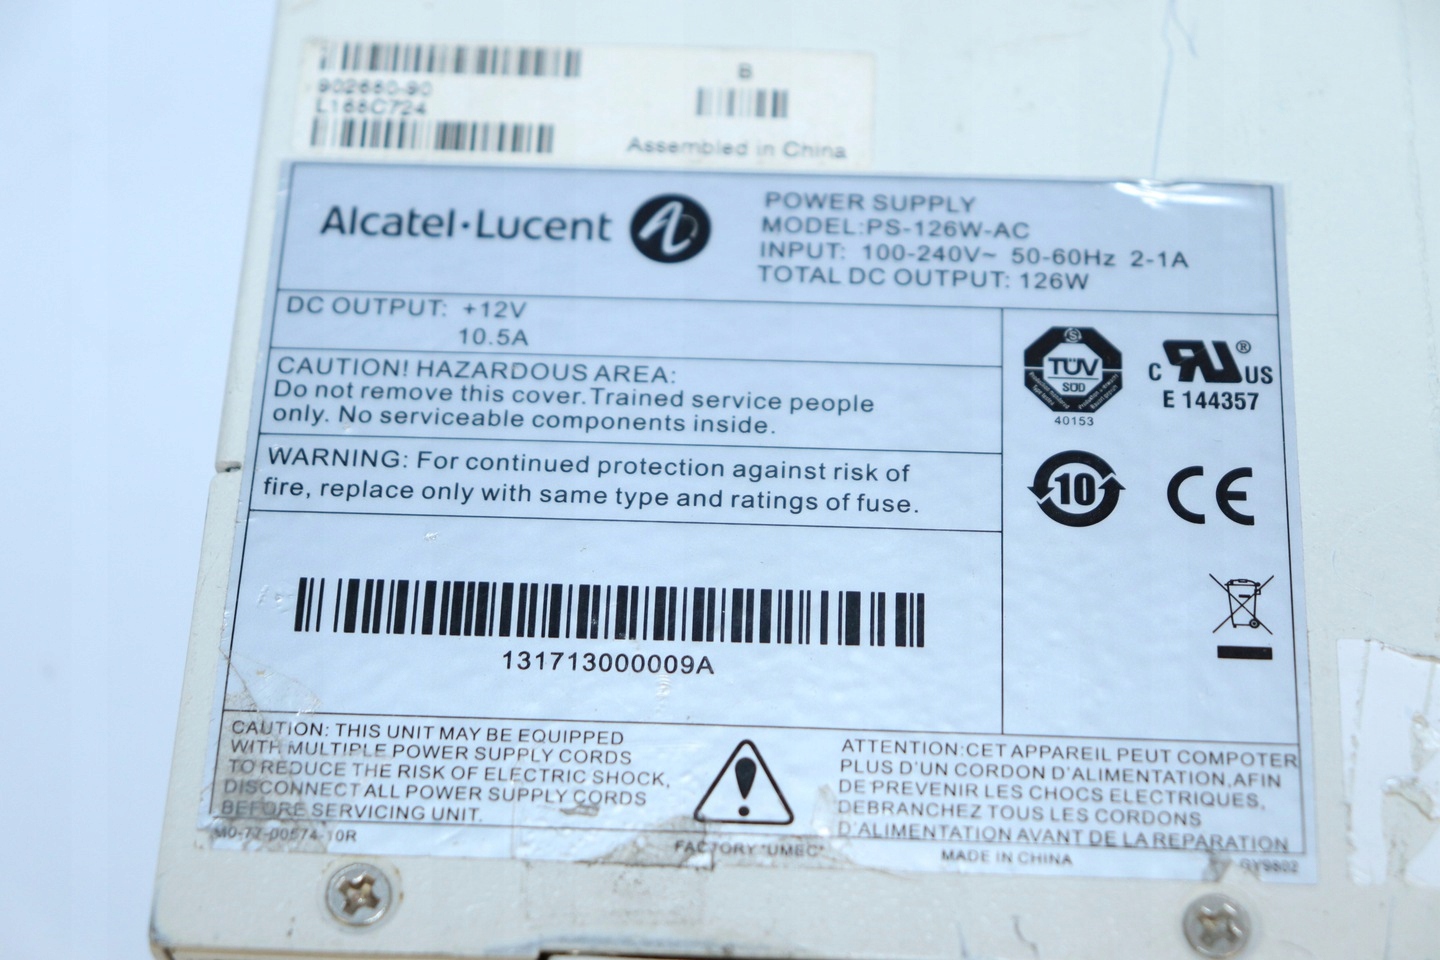 902660-90
L168C724
B
Assembled in China
Alcatel·Lucent
POWER SUPPLY
MODEL:PS-126W-AC
INPUT: 100-240V~ 50-60Hz 2-1A
TOTAL DC OUTPUT: 126W
DC OUTPUT: +12V
10.5A
CAUTION! HAZARDOUS AREA:
Do not remove this cover. Trained service people
only. No serviceable components inside.
WARNING: For continued protection against risk of
fire, replace only with same type and ratings of fuse.
S
TÜV
SÜD
40153
C RU® US
E 144357
10
CE
131713000009A
CAUTION: THIS UNIT MAY BE EQUIPPED
WITH MULTIPLE POWER SUPPLY CORDS
TO REDUCE THE RISK OF ELECTRIC SHOCK,
DISCONNECT ALL POWER SUPPLY CORDS
BEFORE SERVICING UNIT.
M0-77-00574-10R
ATTENTION:CET APPAREIL PEUT COMPOTER
PLUS D'UN CORDON D'ALIMENTATION,AFIN
DE PREVENIR LES CHOCS ELECTRIQUES,
DEBRANCHEZ TOUS LES CORDONS
D'ALIMENTATION AVANT DE LA REPARATION
FACTORY "UMEC"
MADE IN CHINA